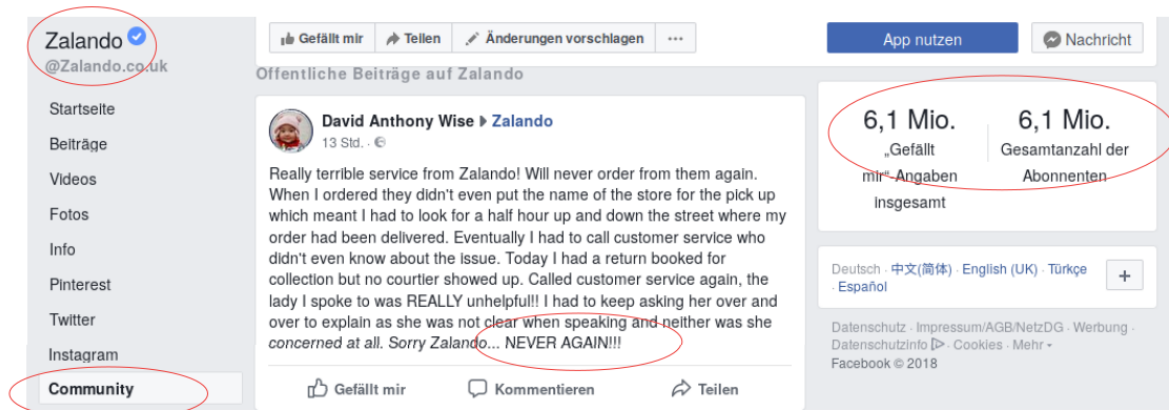 Zalando
@Zalando.co.uk
Startseite
Beiträge
Videos
Fotos
Info
Pinterest
Twitter
Instagram
Community
Gefällt mir Teilen Änderungen vorschlagen ...
Offentliche Beiträge auf Zalando
David Anthony Wise Zalando
13 Std. ·
Really terrible service from Zalando! Will never order from them again.
When I ordered they didn't even put the name of the store for the pick up
which meant I had to look for a half hour up and down the street where my
order had been delivered. Eventually I had to call customer service who
didn't even know about the issue. Today I had a return booked for
collection but no courtier showed up. Called customer service again, the
lady I spoke to was REALLY unhelpful!! I had to keep asking her over and
over to explain as she was not clear when speaking and neither was she
concerned at all. Sorry Zalando... NEVER AGAIN!!!
Gefällt mir Kommentieren Teilen
App nutzen Nachricht
6,1 Mio.
„Gefällt
mir“-Angaben
insgesamt
6,1 Mio.
Gesamtanzahl der
Abonnenten
Deutsch · 中文(简体) · English (UK) · Türkçe
· Español
+
Datenschutz · Impressum/AGB/NetzDG · Werbung ·
Datenschutzinfo · Cookies · Mehr
Facebook © 2018